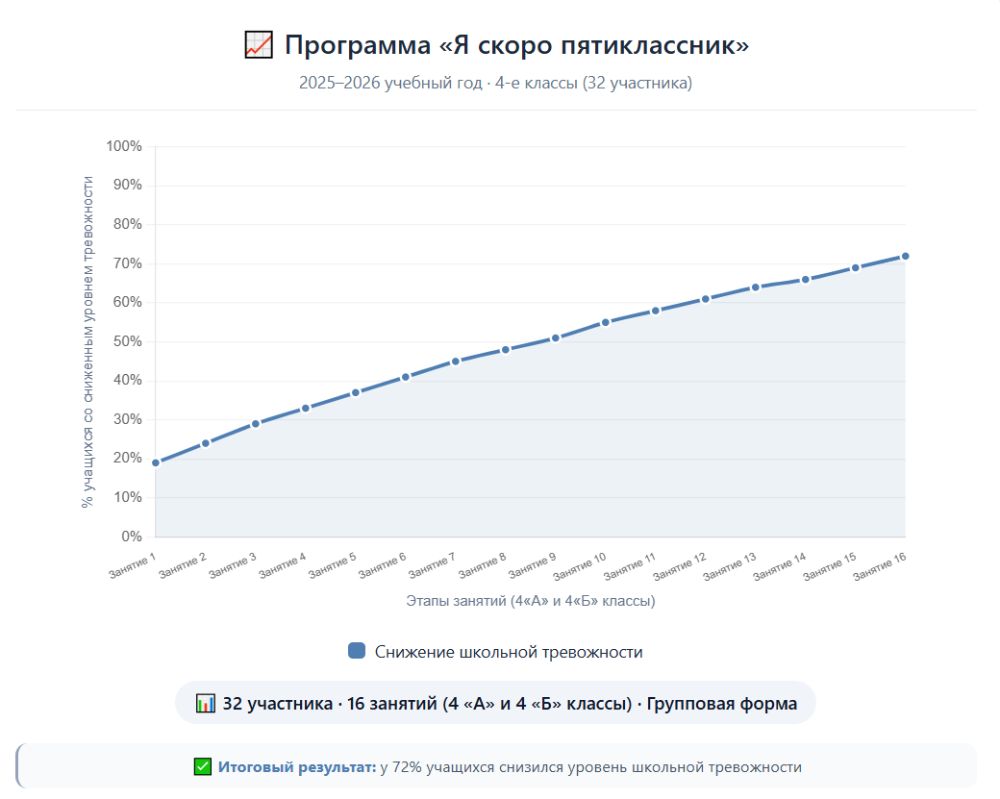 📈 Программа «Я скоро пятиклассник»
2025–2026 учебный год · 4-е классы (32 участника)
% учащихся со сниженным уровнем тревожности
100%
90%
80%
70%
60%
50%
40%
30%
20%
10%
0%
Занятие 1
Занятие 2
Занятие 3
Занятие 4
Занятие 5
Занятие 6
Занятие 7
Занятие 8
Занятие 9
Занятие 10
Занятие 11
Занятие 12
Занятие 13
Занятие 14
Занятие 15
Занятие 16
Этапы занятий (4«А» и 4«Б» классы)
Снижение школьной тревожности
📊 32 участника · 16 занятий (4 «А» и 4 «Б» классы) · Групповая форма
✅ Итоговый результат: у 72% учащихся снизился уровень школьной тревожности